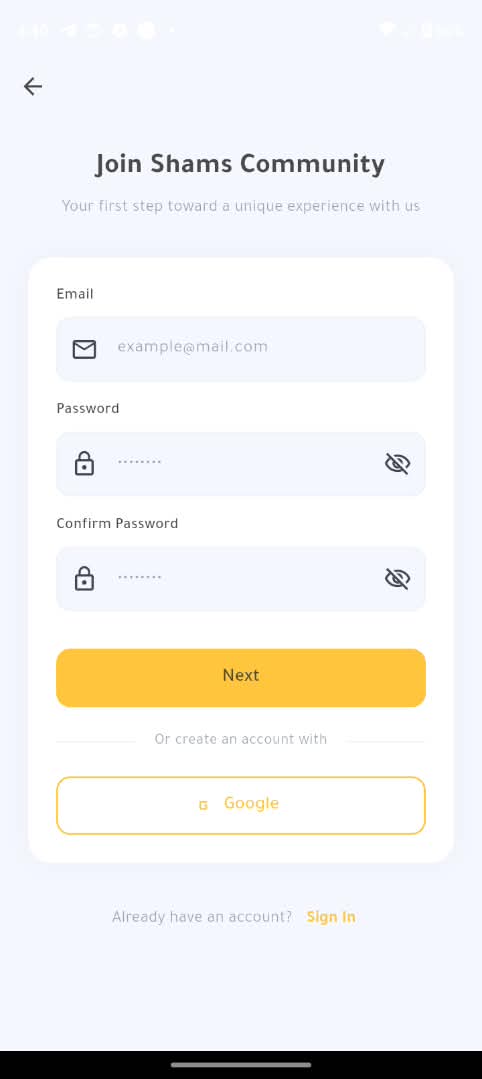 Join Shams Community
Your first step toward a unique experience with us
Email
example@mail.com
Password
Confirm Password
Next
Or create an account with
Google
Already have an account? Sign In